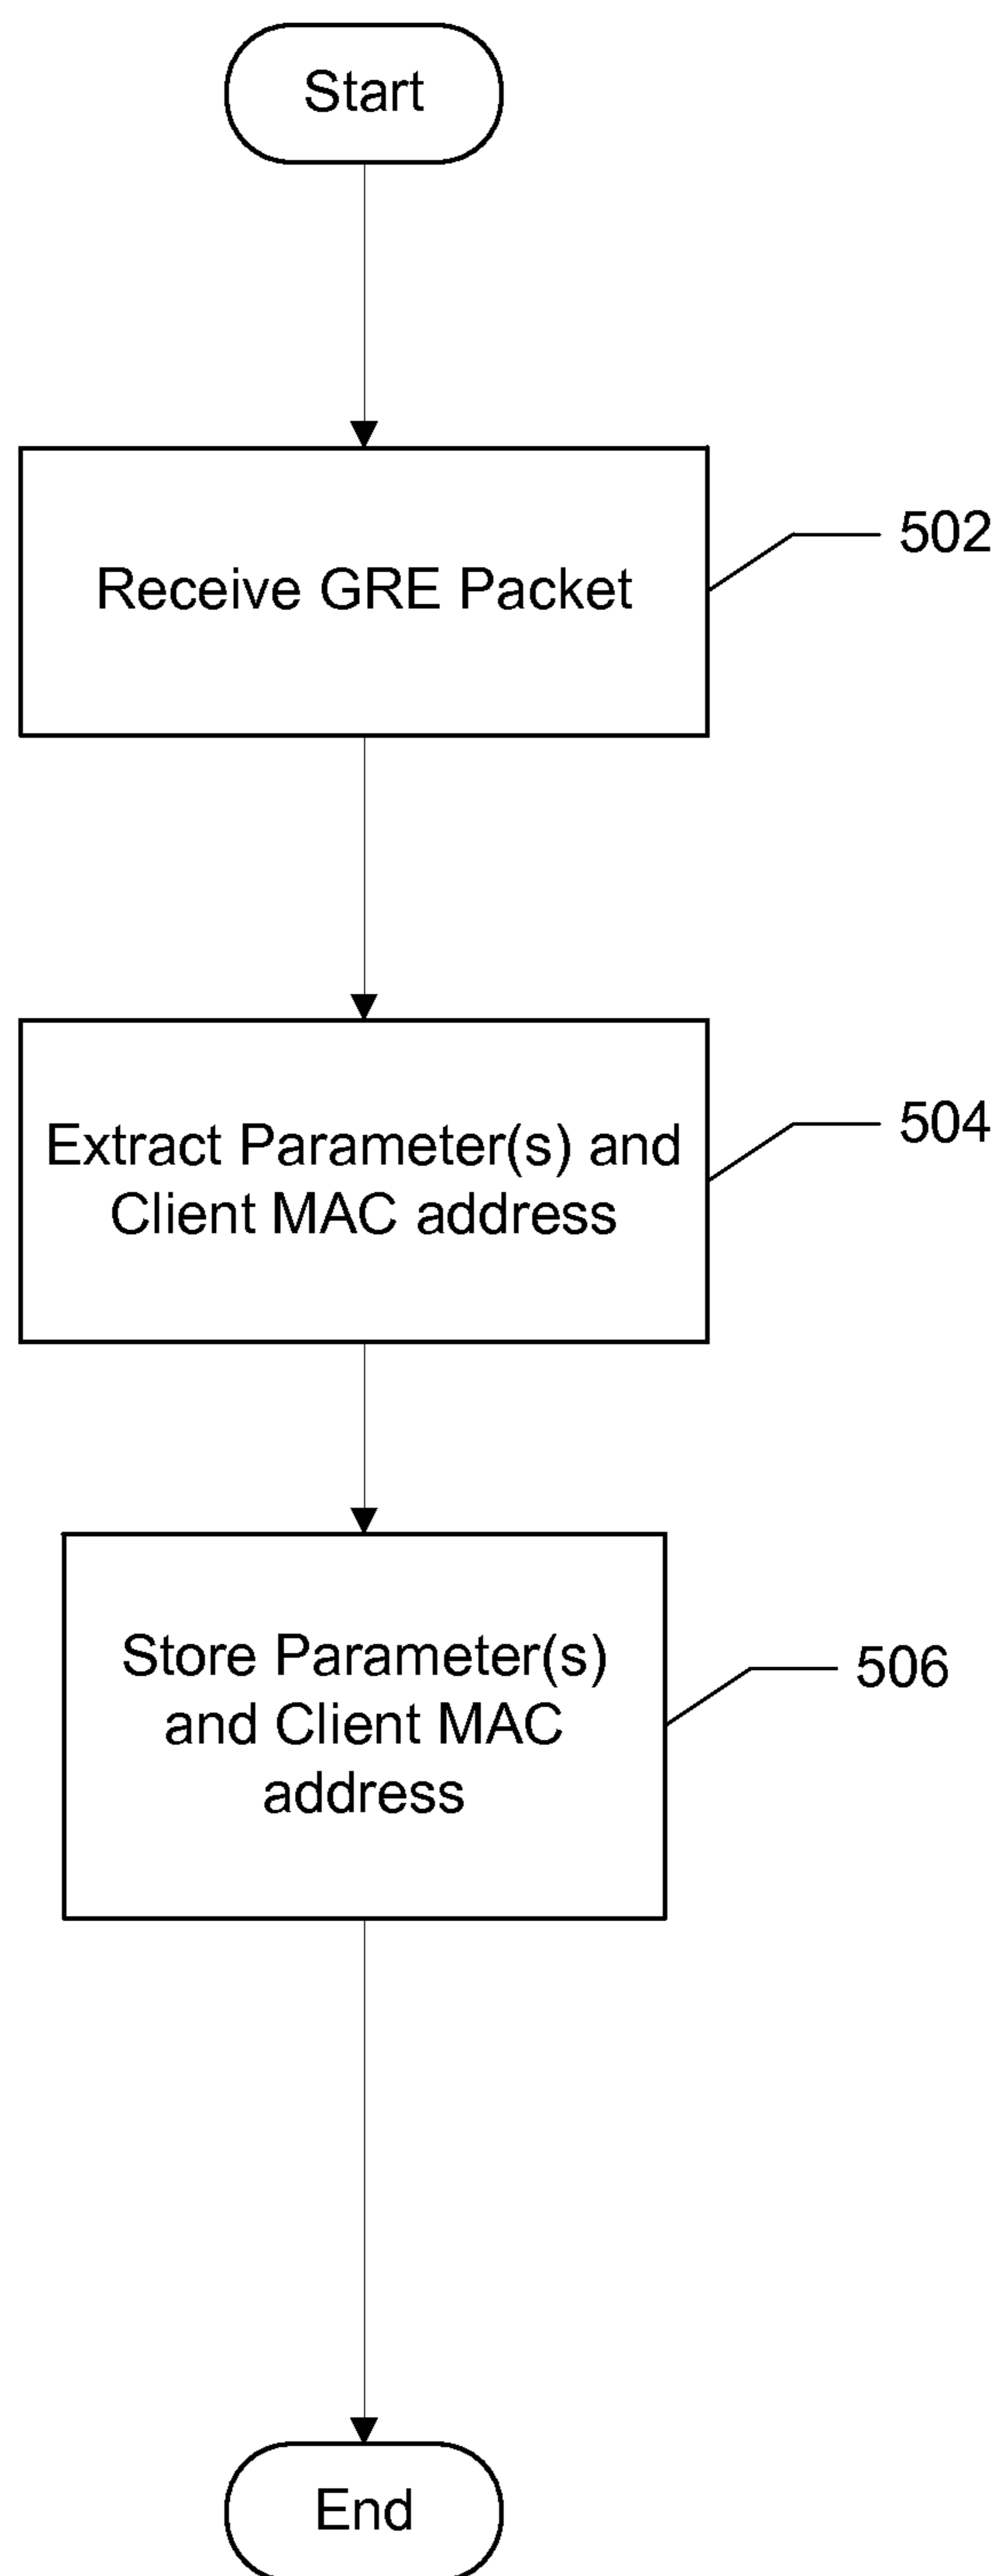 Start
Receive GRE Packet
502
Extract Parameter(s) and
Client MAC address
504
Store Parameter(s)
and Client MAC
address
506
End